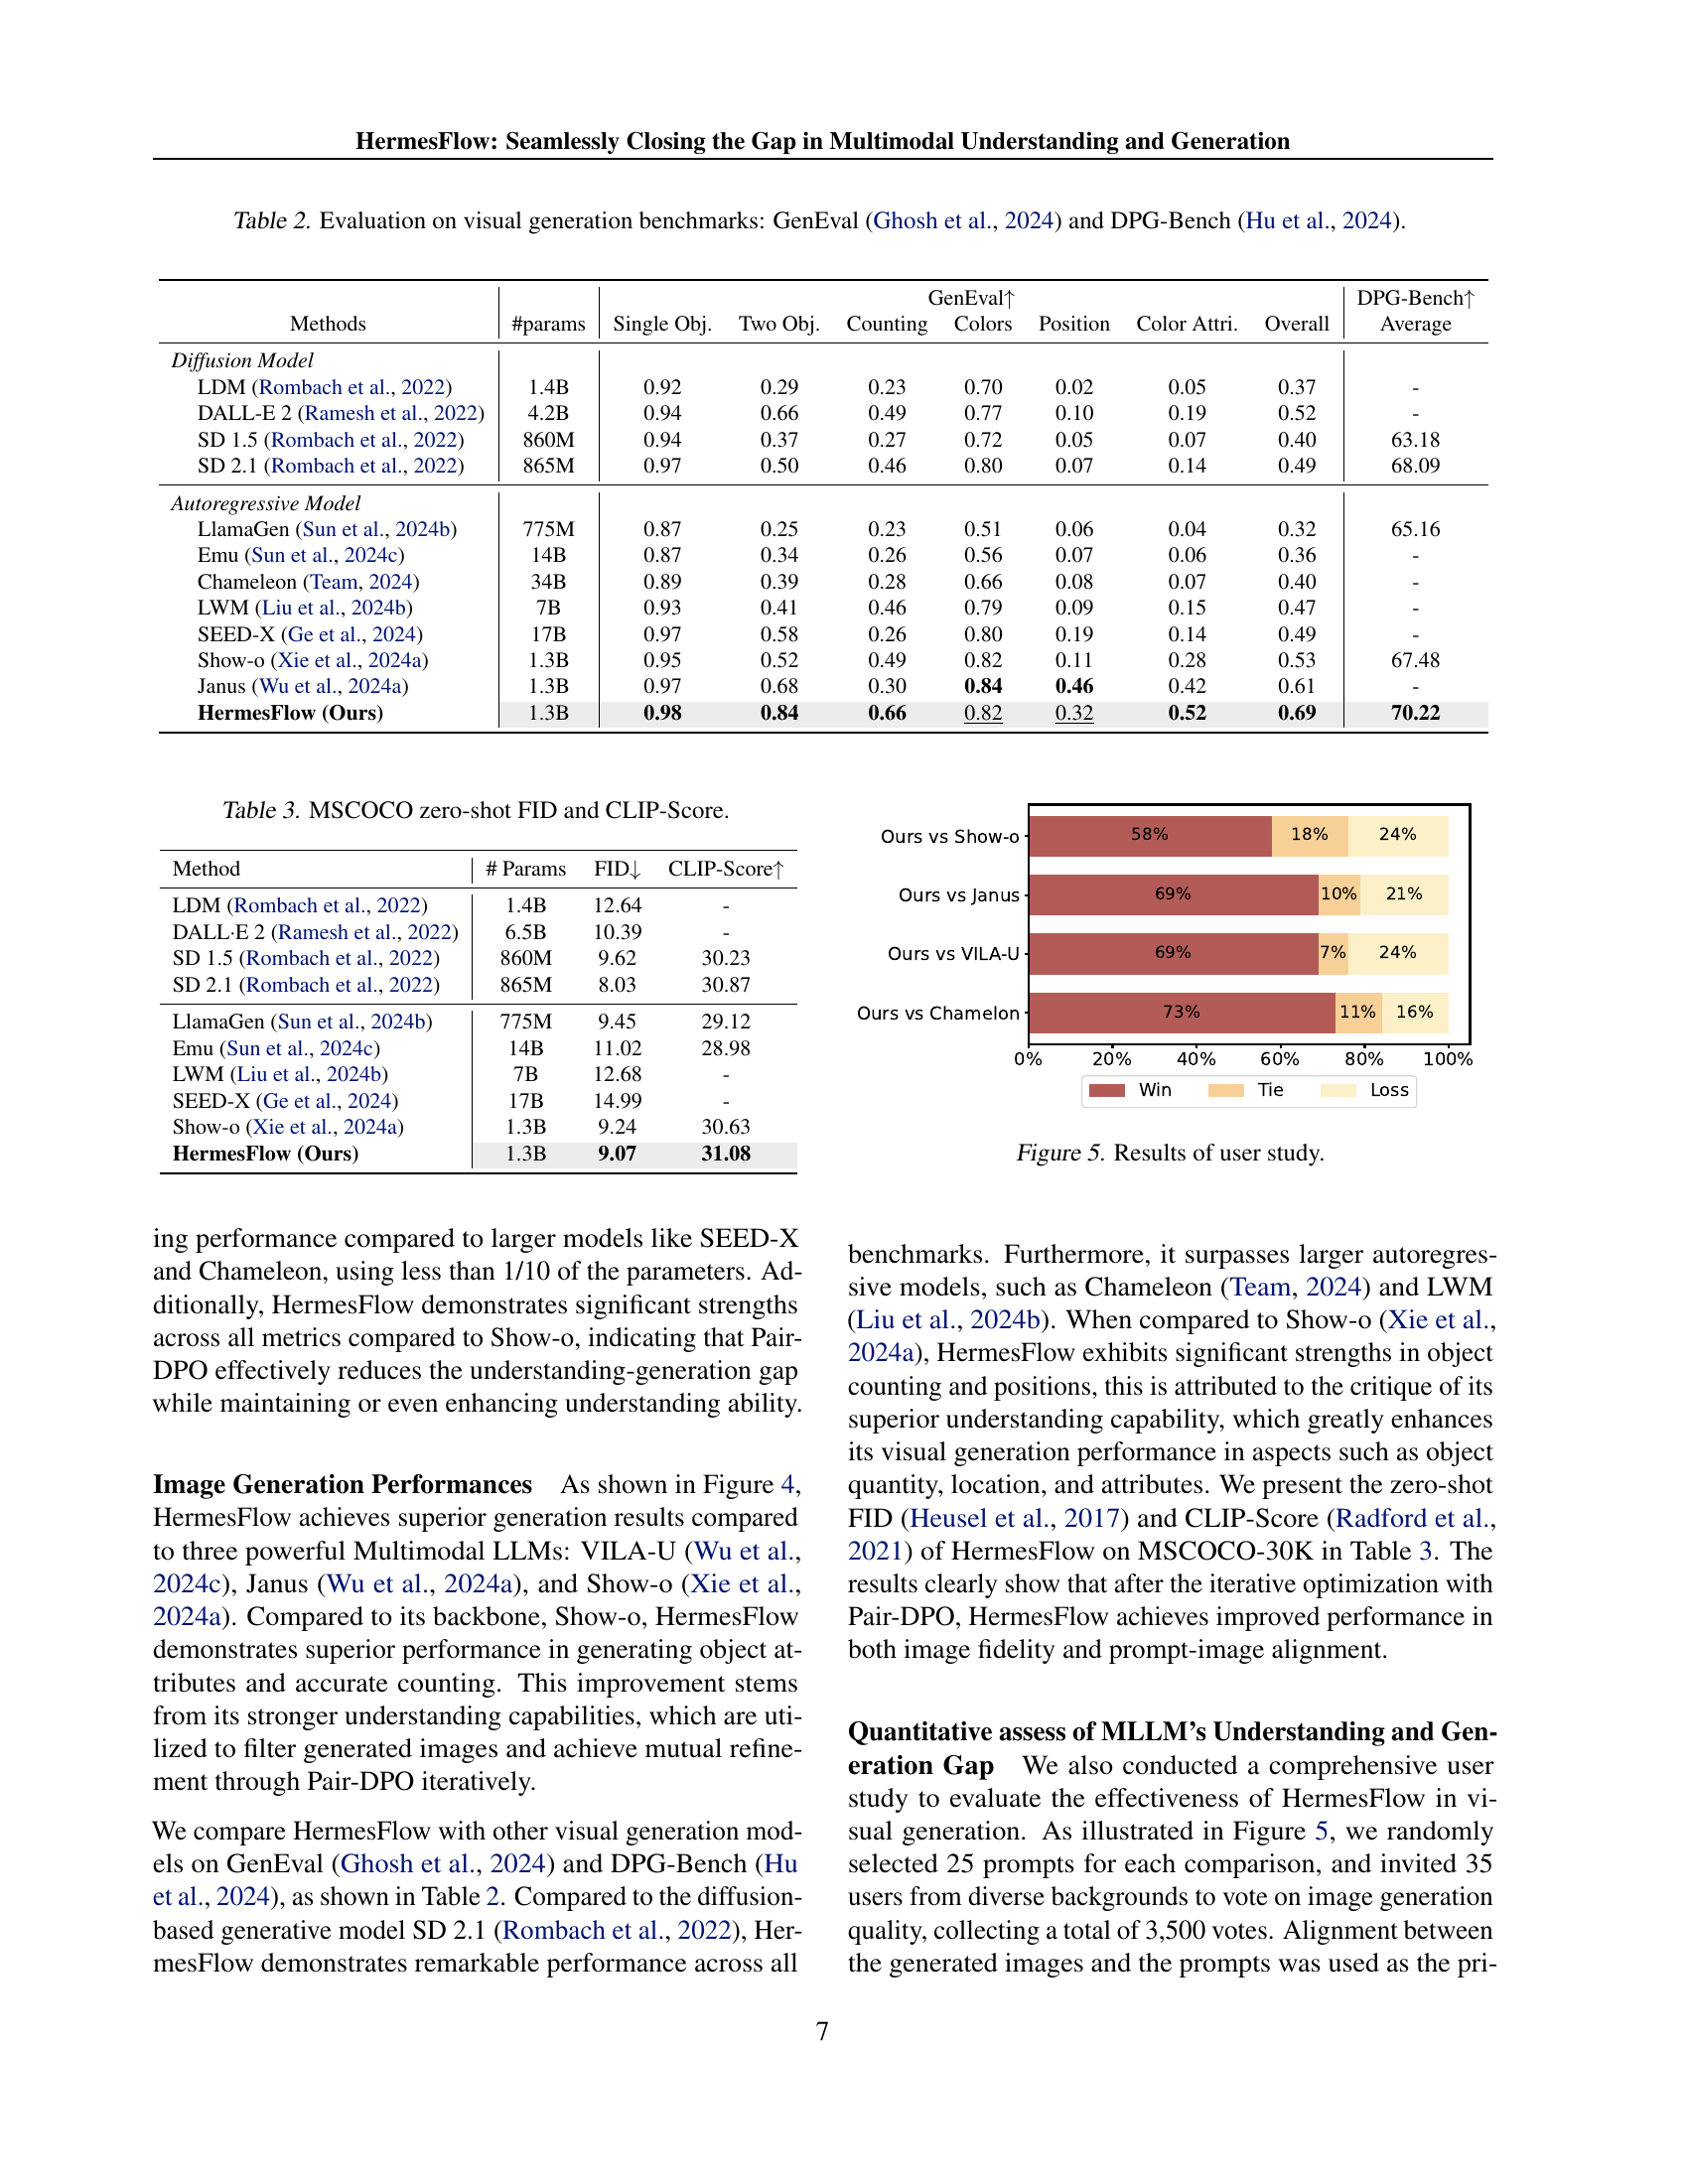 HermesFlow: Seamlessly Closing the Gap in Multimodal Understanding and Generation
Table 2. Evaluation on visual generation benchmarks: GenEval (Ghosh et al., 2024) and DPG-Bench (Hu et al., 2024).
GenEval↑ DPG-Bench↑
Methods #params Single Obj. Two Obj. Counting Colors Position Color Attri. Overall Average
Diffusion Model
LDM (Rombach et al., 2022) 1.4B 0.92 0.29 0.23 0.70 0.02 0.05 0.37 -
DALL-E 2 (Ramesh et al., 2022) 4.2B 0.94 0.66 0.49 0.77 0.10 0.19 0.52 -
SD 1.5 (Rombach et al., 2022) 860M 0.94 0.37 0.27 0.72 0.05 0.07 0.40 63.18
SD 2.1 (Rombach et al., 2022) 865M 0.97 0.50 0.46 0.80 0.07 0.14 0.49 68.09
Autoregressive Model
LlamaGen (Sun et al., 2024b) 775M 0.87 0.25 0.23 0.51 0.06 0.04 0.32 65.16
Emu (Sun et al., 2024c) 14B 0.87 0.34 0.26 0.56 0.07 0.06 0.36 -
Chameleon (Team, 2024) 34B 0.89 0.39 0.28 0.66 0.08 0.07 0.40 -
LWM (Liu et al., 2024b) 7B 0.93 0.41 0.46 0.79 0.09 0.15 0.47 -
SEED-X (Ge et al., 2024) 17B 0.97 0.58 0.26 0.80 0.19 0.14 0.49 -
Show-o (Xie et al., 2024a) 1.3B 0.95 0.52 0.49 0.82 0.11 0.28 0.53 67.48
Janus (Wu et al., 2024a) 1.3B 0.97 0.68 0.30 0.84 0.46 0.42 0.61 -
HermesFlow (Ours) 1.3B 0.98 0.84 0.66 0.82 0.32 0.52 0.69 70.22
Table 3. MSCOCO zero-shot FID and CLIP-Score.
Method # Params FID↓ CLIP-Score↑
LDM (Rombach et al., 2022) 1.4B 12.64 -
DALL·E 2 (Ramesh et al., 2022) 6.5B 10.39 -
SD 1.5 (Rombach et al., 2022) 860M 9.62 30.23
SD 2.1 (Rombach et al., 2022) 865M 8.03 30.87
LlamaGen (Sun et al., 2024b) 775M 9.45 29.12
Emu (Sun et al., 2024c) 14B 11.02 28.98
LWM (Liu et al., 2024b) 7B 12.68 -
SEED-X (Ge et al., 2024) 17B 14.99 -
Show-o (Xie et al., 2024a) 1.3B 9.24 30.63
HermesFlow (Ours) 1.3B 9.07 31.08
Ours vs Show-o 58% 18% 24%
Ours vs Janus 69% 10% 21%
Ours vs VILA-U 69% 7% 24%
Ours vs Chamelon 73% 11% 16%
0% 20% 40% 60% 80% 100%
Win Tie Loss
Figure 5. Results of user study.
ing performance compared to larger models like SEED-X
and Chameleon, using less than 1/10 of the parameters. Ad-
ditionally, HermesFlow demonstrates significant strengths
across all metrics compared to Show-o, indicating that Pair-
DPO effectively reduces the understanding-generation gap
while maintaining or even enhancing understanding ability.
Image Generation Performances As shown in Figure 4,
HermesFlow achieves superior generation results compared
to three powerful Multimodal LLMs: VILA-U (Wu et al.,
2024c), Janus (Wu et al., 2024a), and Show-o (Xie et al.,
2024a). Compared to its backbone, Show-o, HermesFlow
demonstrates superior performance in generating object at-
tributes and accurate counting. This improvement stems
from its stronger understanding capabilities, which are uti-
lized to filter generated images and achieve mutual refine-
ment through Pair-DPO iteratively.
We compare HermesFlow with other visual generation mod-
els on GenEval (Ghosh et al., 2024) and DPG-Bench (Hu
et al., 2024), as shown in Table 2. Compared to the diffusion-
based generative model SD 2.1 (Rombach et al., 2022), Her-
mesFlow demonstrates remarkable performance across all
benchmarks. Furthermore, it surpasses larger autoregres-
sive models, such as Chameleon (Team, 2024) and LWM
(Liu et al., 2024b). When compared to Show-o (Xie et al.,
2024a), HermesFlow exhibits significant strengths in object
counting and positions, this is attributed to the critique of its
superior understanding capability, which greatly enhances
its visual generation performance in aspects such as object
quantity, location, and attributes. We present the zero-shot
FID (Heusel et al., 2017) and CLIP-Score (Radford et al.,
2021) of HermesFlow on MSCOCO-30K in Table 3. The
results clearly show that after the iterative optimization with
Pair-DPO, HermesFlow achieves improved performance in
both image fidelity and prompt-image alignment.
Quantitative assess of MLLM's Understanding and Gen-
eration Gap We also conducted a comprehensive user
study to evaluate the effectiveness of HermesFlow in vi-
sual generation. As illustrated in Figure 5, we randomly
selected 25 prompts for each comparison, and invited 35
users from diverse backgrounds to vote on image generation
quality, collecting a total of 3,500 votes. Alignment between
the generated images and the prompts was used as the pri-
7